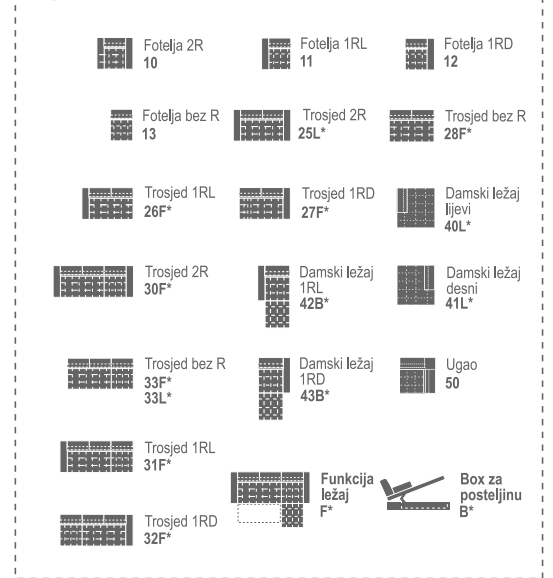 Fotelja 2R
10
Fotelja 1RL
11
Fotelja 1RD
12
Fotelja bez R
13
Trosjed 2R
25L*
Trosjed bez R
28F*
Trosjed 1RL
26F*
Trosjed 1RD
27F*
Damski ležaj
lijevi
40L*
Trosjed 2R
30F*
Damski ležaj
1RL
42B*
Damski ležaj
desni
41L*
Trosjed bez R
33F*
33L*
Damski ležaj
1RD
43B*
Ugao
50
Trosjed 1RL
31F*
Funkcija
ležaj
F*
Box za
posteljinu
B*
Trosjed 1RD
32F*